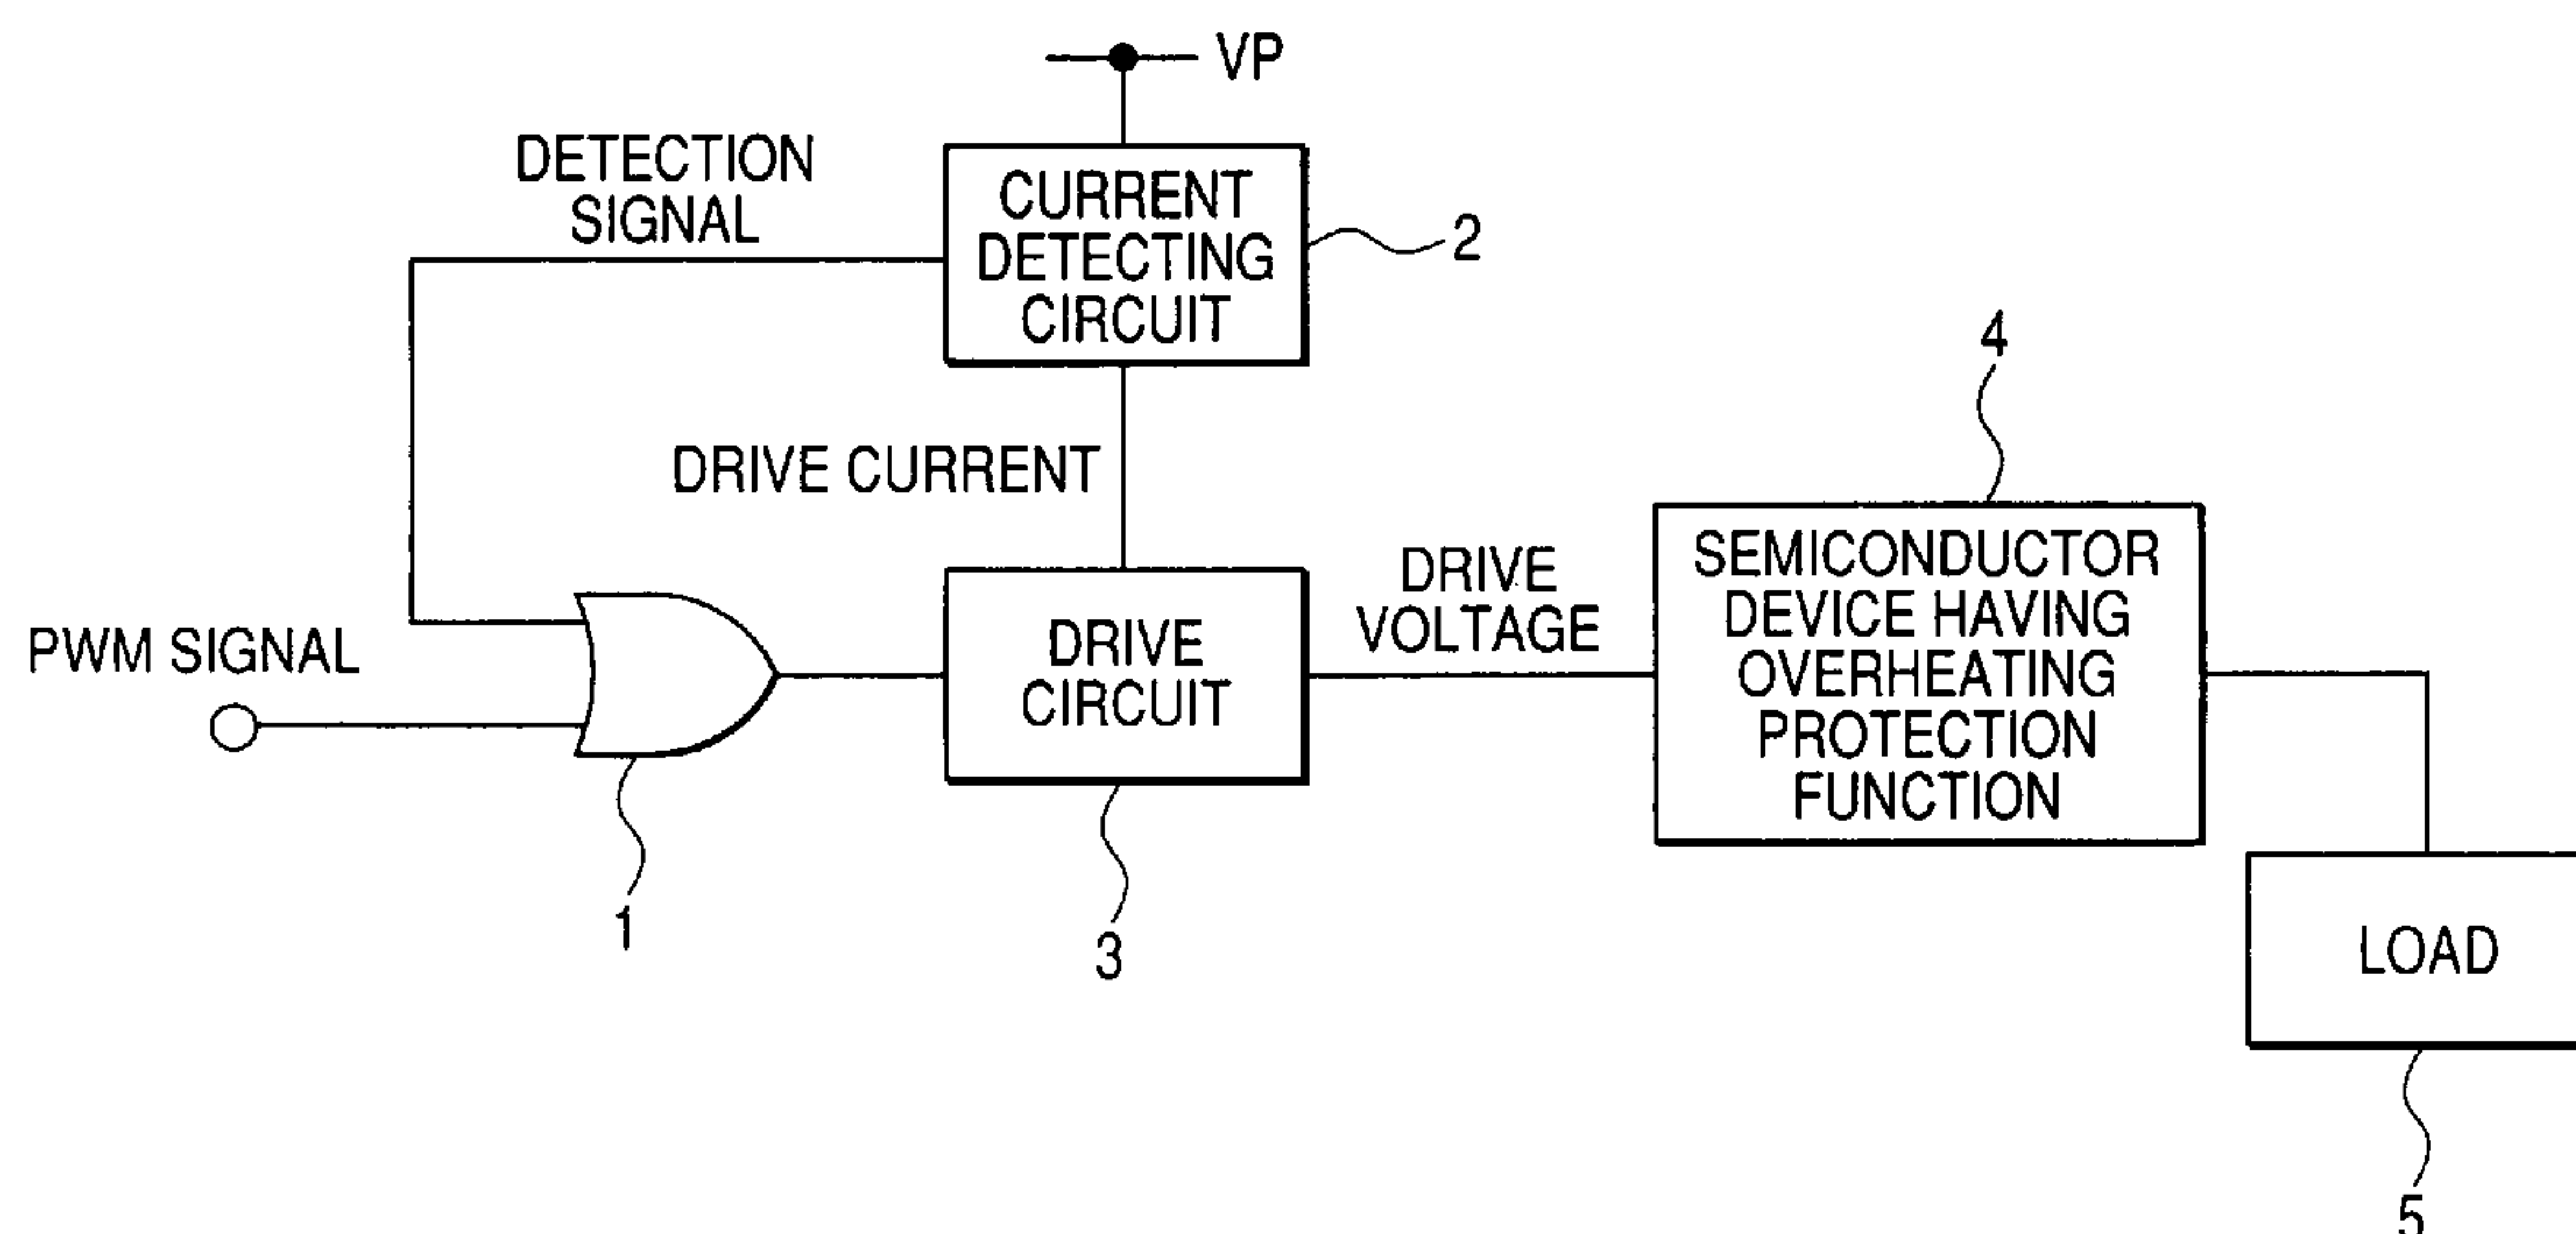 VP
DETECTION
SIGNAL
CURRENT
DETECTING
CIRCUIT
2
DRIVE CURRENT
4
PWM SIGNAL
1
DRIVE
CIRCUIT
3
DRIVE
VOLTAGE
SEMICONDUCTOR
DEVICE HAVING
OVERHEATING
PROTECTION
FUNCTION
LOAD
5